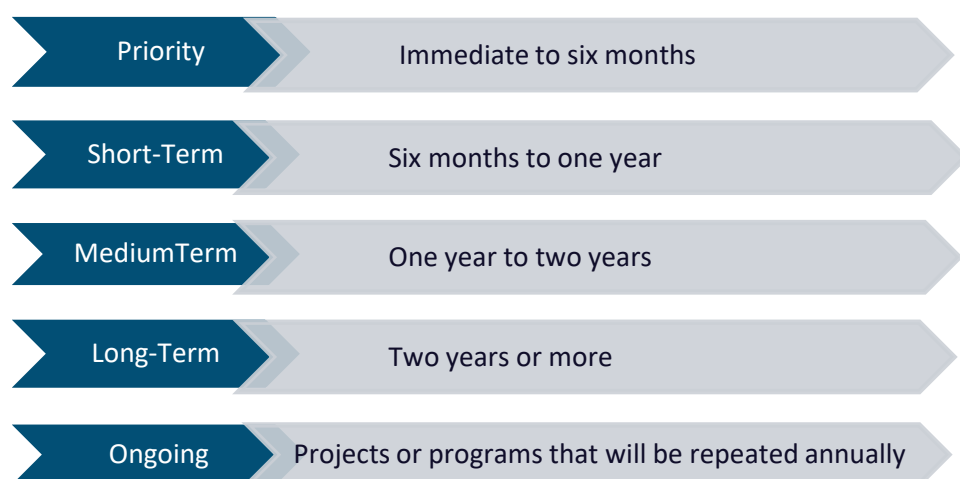 Priority Immediate to six months
Short-Term Six months to one year
MediumTerm One year to two years
Long-Term Two years or more
Ongoing Projects or programs that will be repeated annually